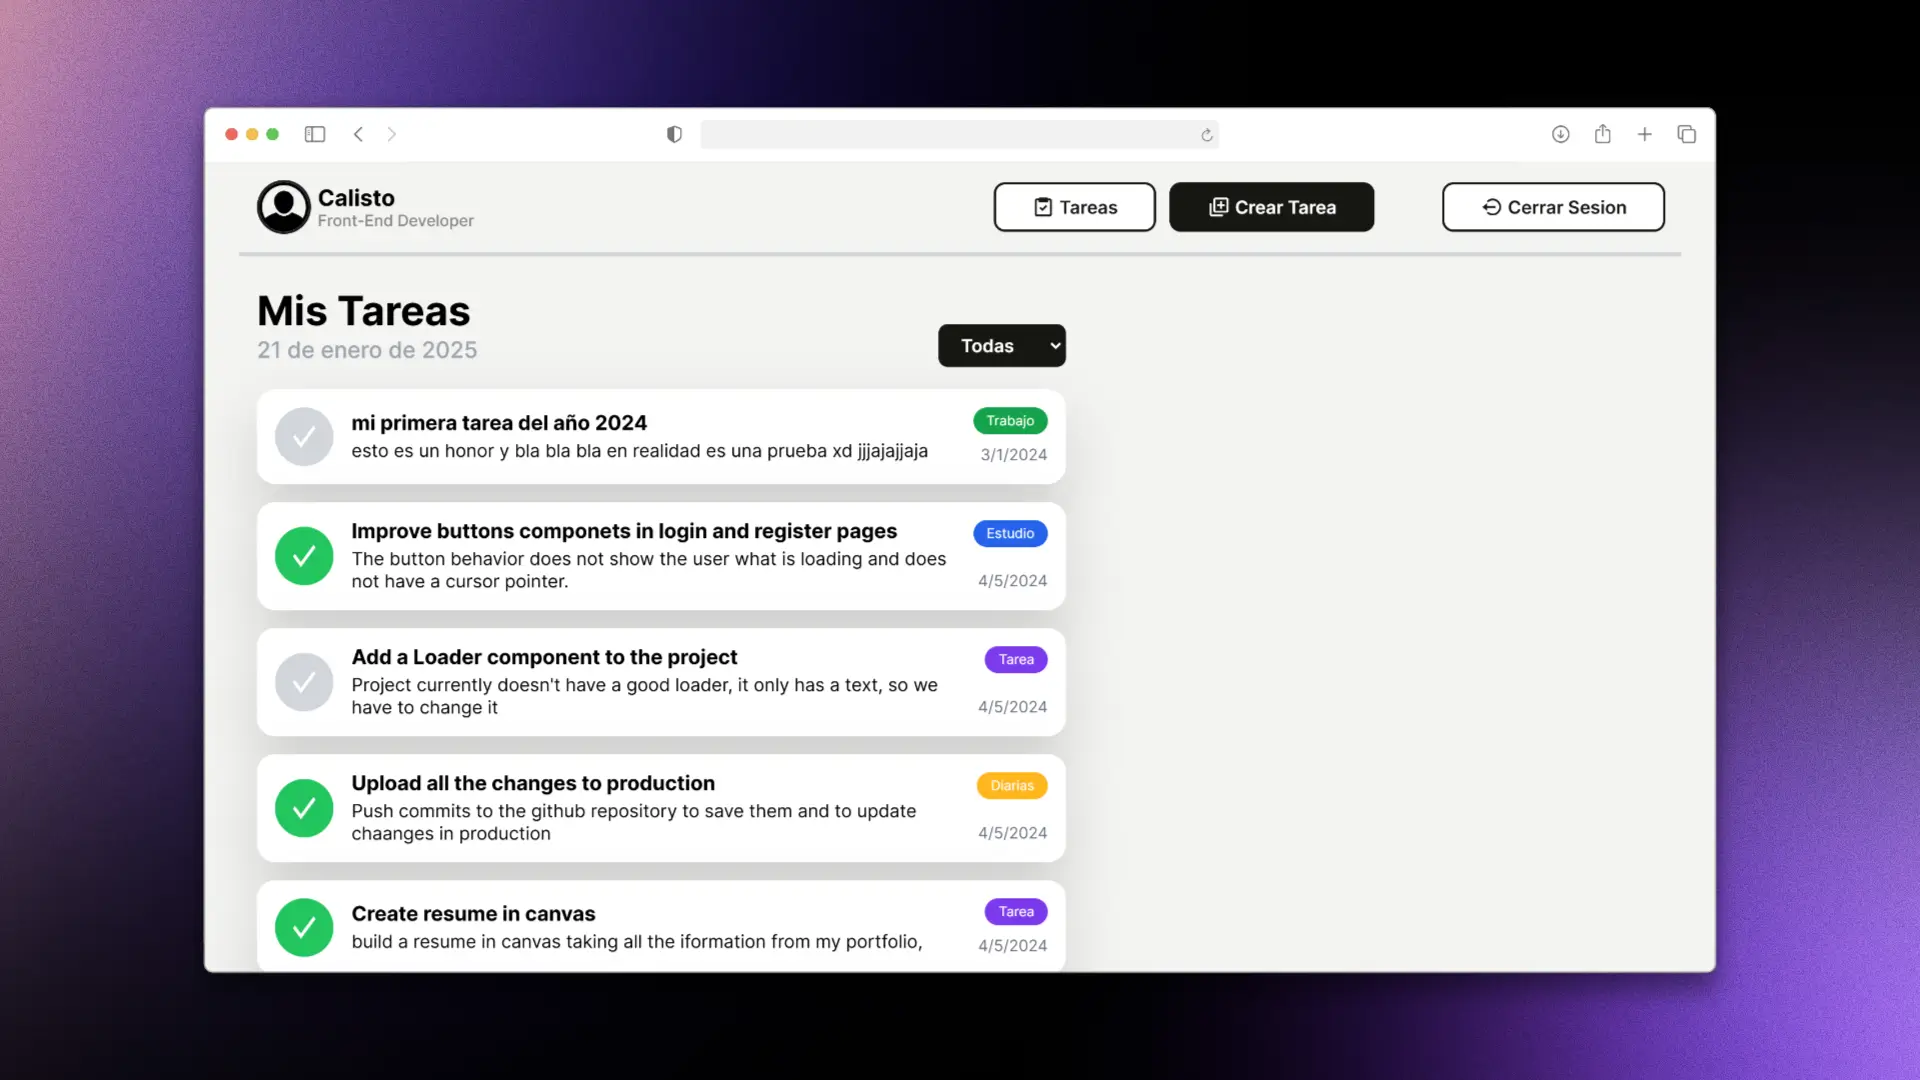 Calisto
Front-End Developer
Tareas
Crear Tarea
Cerrar Sesion
Mis Tareas
21 de enero de 2025
Todas
mi primera tarea del año 2024
esto es un honor y bla bla bla en realidad es una prueba xd jjjajajjaja
Trabajo
3/1/2024
Improve buttons componets in login and register pages
The button behavior does not show the user what is loading and does
not have a cursor pointer.
Estudio
4/5/2024
Add a Loader component to the project
Project currently doesn't have a good loader, it only has a text, so we
have to change it
Tarea
4/5/2024
Upload all the changes to production
Push commits to the github repository to save them and to update
chaanges in production
Diarias
4/5/2024
Create resume in canvas
build a resume in canvas taking all the iformation from my portfolio,
Tarea
4/5/2024